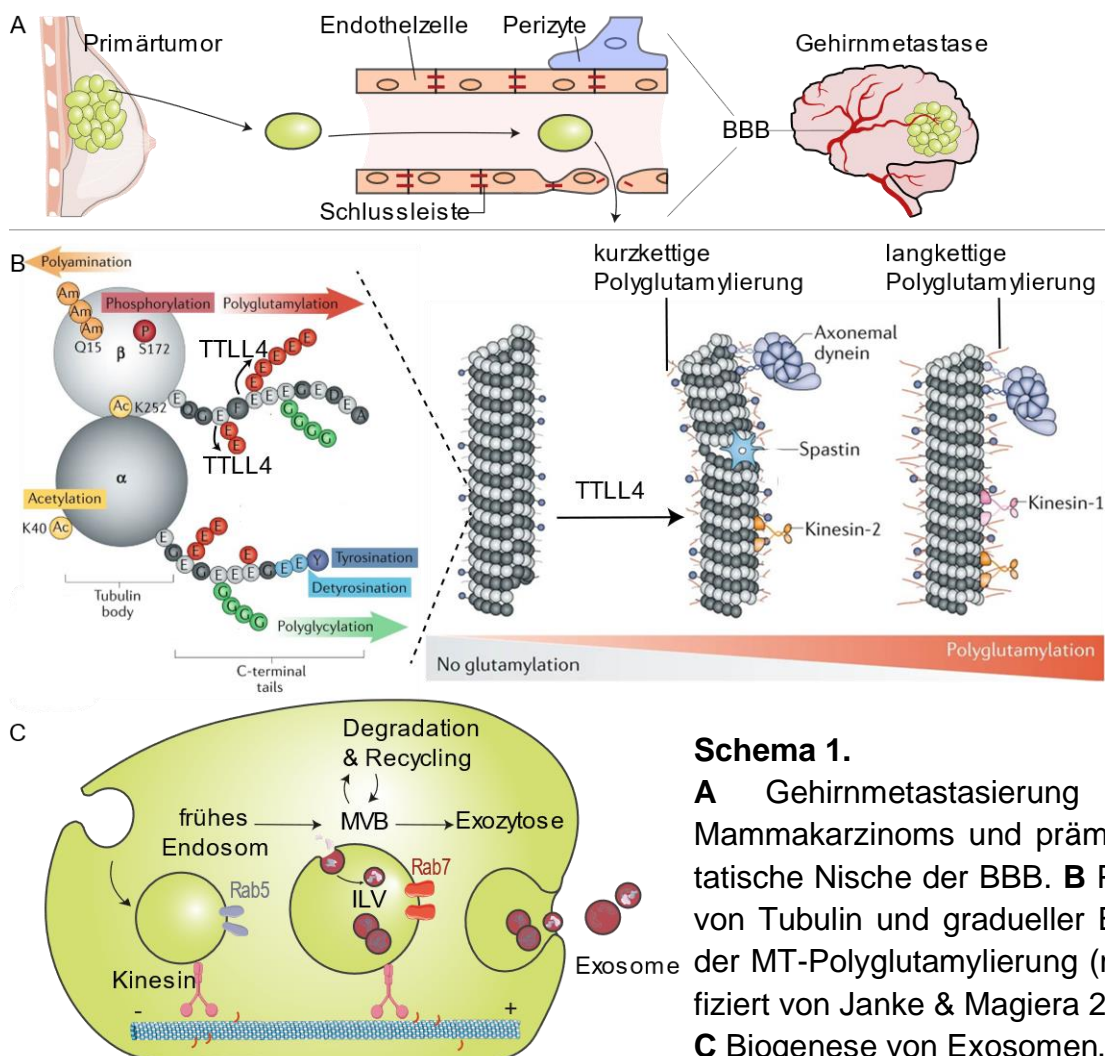 A
Primärtumor
Endothelzelle
Perizyte
Gehirnmetastase
BBB
Schlussleiste
B
Polyamination
Phosphorylation
Polyglutamylation
kurzkettige
Polyglutamylierung
langkettige
Polyglutamylierung
Am
Am
Am
Q15
P
S172
β
TTLL4
E E E E E
Ac
K252
E Q G E F E E E G E D E A
E E
G G G G
TTLL4
α
Acetylation
K40
Ac
Axonemal
dynein
Spastin
TTLL4
Kinesin-1
Kinesin-2
E E E
E
E G E G E E E G E E Y
Tyrosination
Detyrosination
G G G G
Polyglycylation
Tubulin
body
C-terminal
tails
No glutamylation
Polyglutamylation
C
Degradation
& Recycling
frühes
Endosom
MVB
Exozytose
Rab5
Rab7
ILV
Kinesin
-
+
Exosome
Schema 1.
A Gehirnmetastasierung
Mammakarzinoms und präm
tatische Nische der BBB. B
von Tubulin und gradueller
der MT-Polyglutamylierung
fiziert von Janke & Magiera 2
C Biogenese von Exosomen.